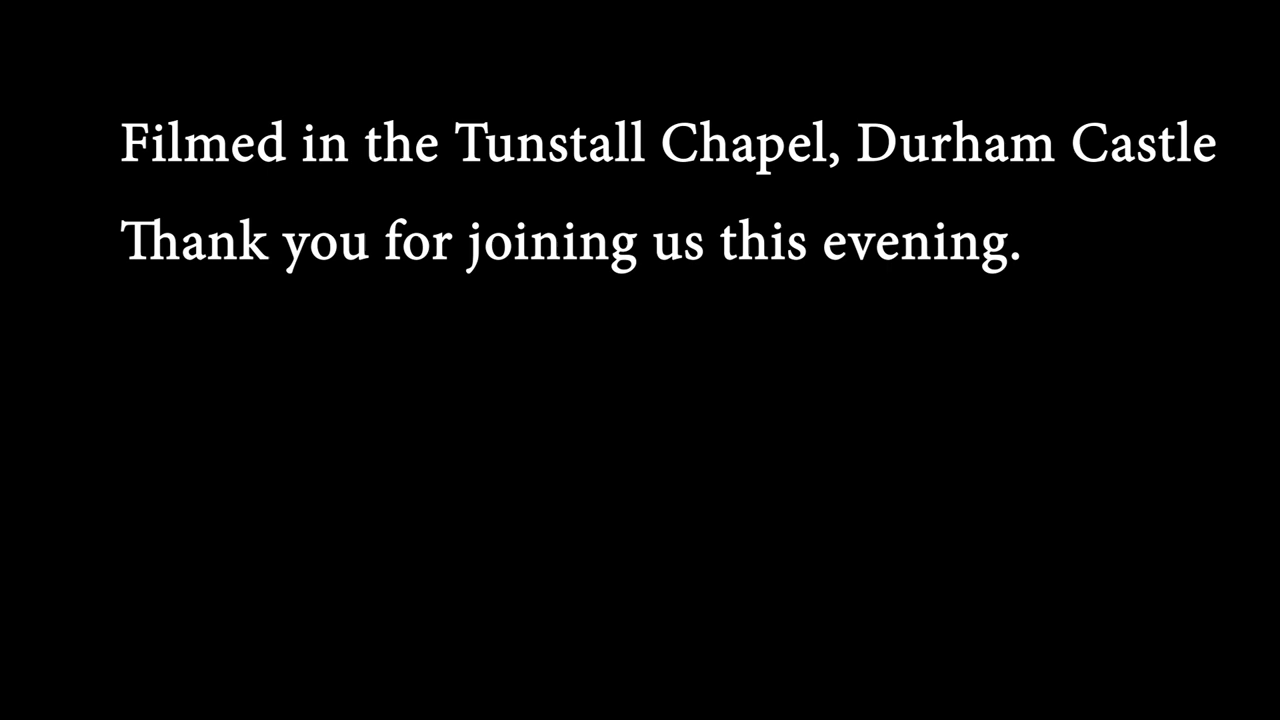 Filmed in the Tunstall Chapel, Durham Castle
Thank you for joining us this evening.